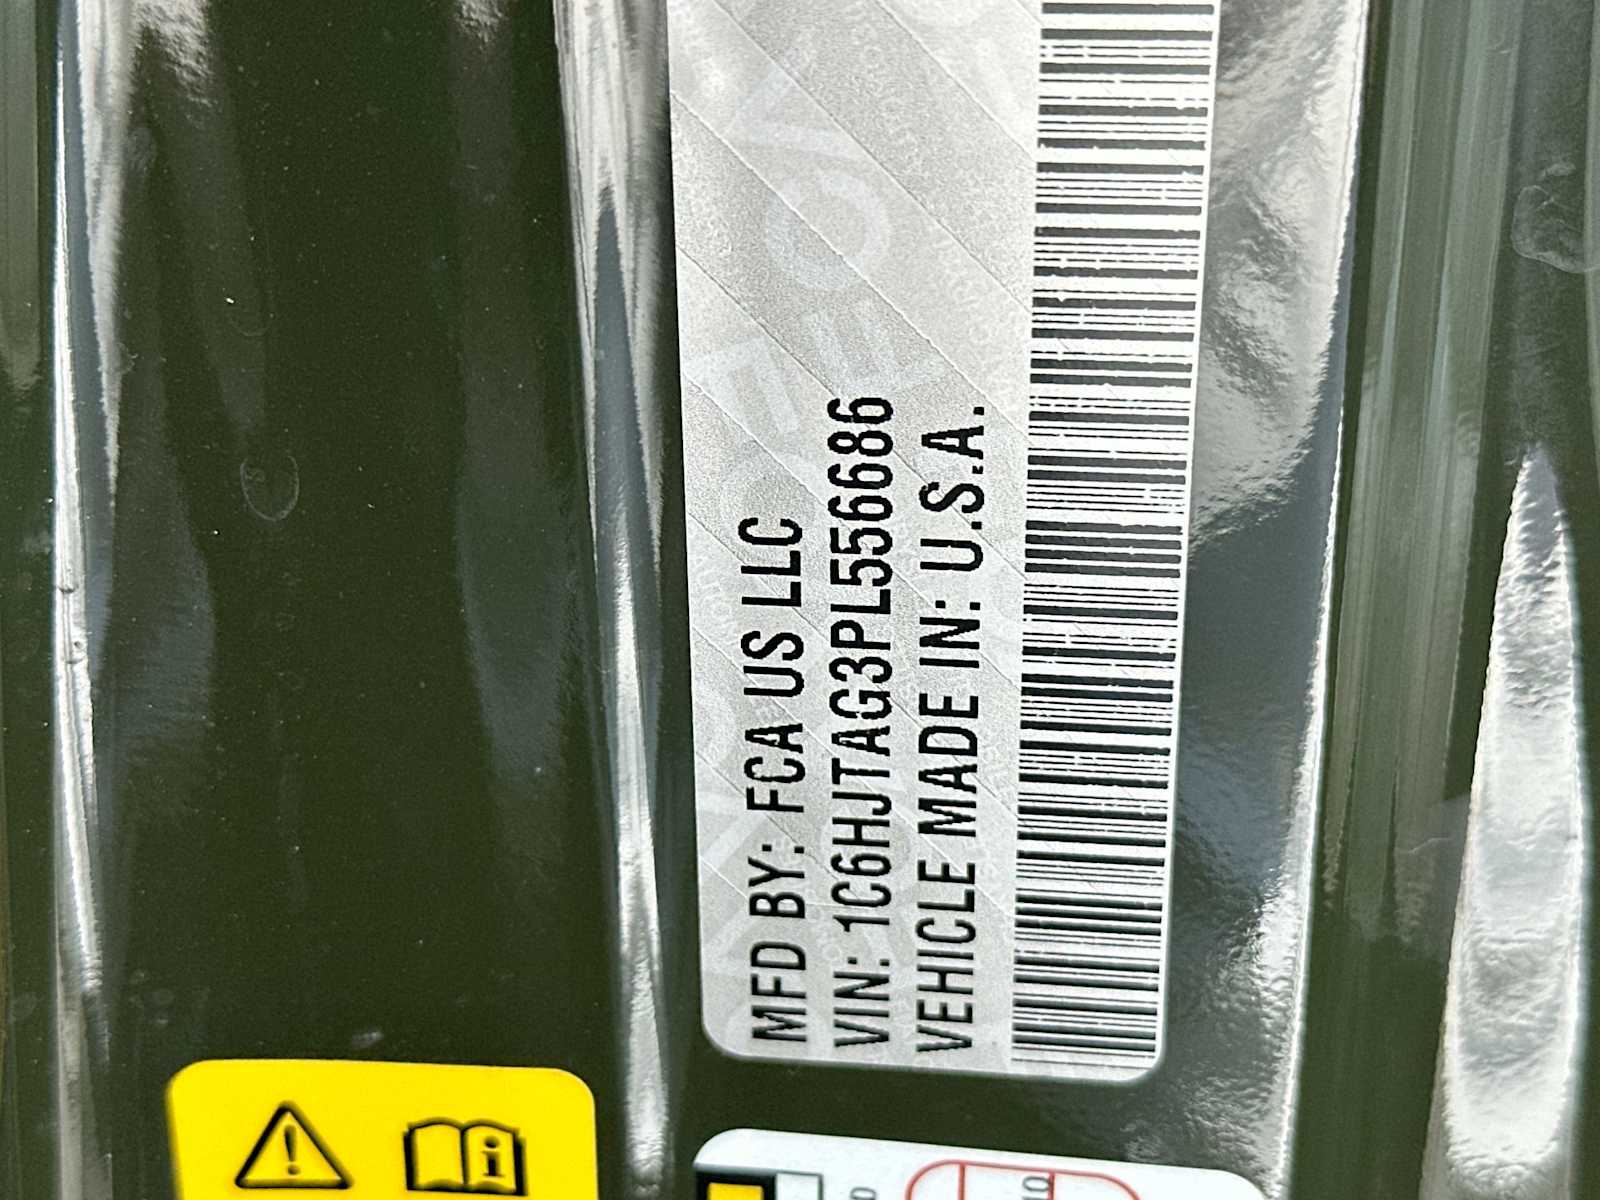 MFD BY: FCA US LLC
VIN: 1C6HJTAG3PL556686
VEHICLE MADE IN: U.S.A.